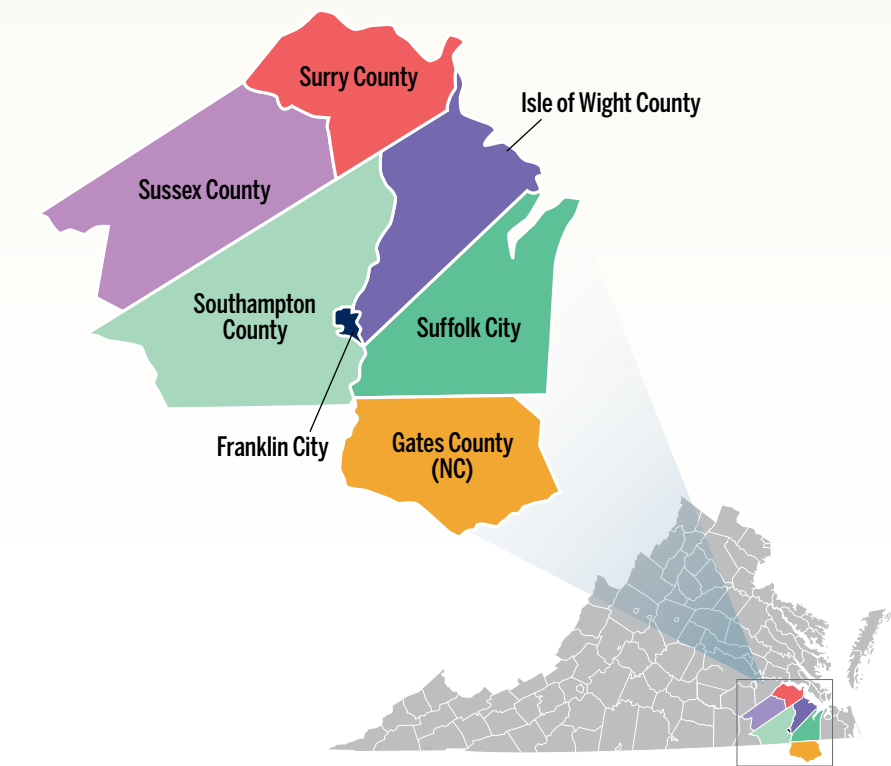 Surry County
Isle of Wight County
Sussex County
Southampton
County
Suffolk City
Franklin City
Gates County
(NC)